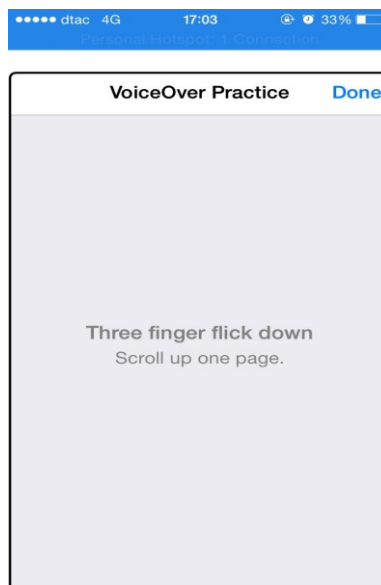 dtac 4G 17:03 33%
Personal Hotspot: 1 Connection
VoiceOver Practice Done
Three finger flick down
Scroll up one page.